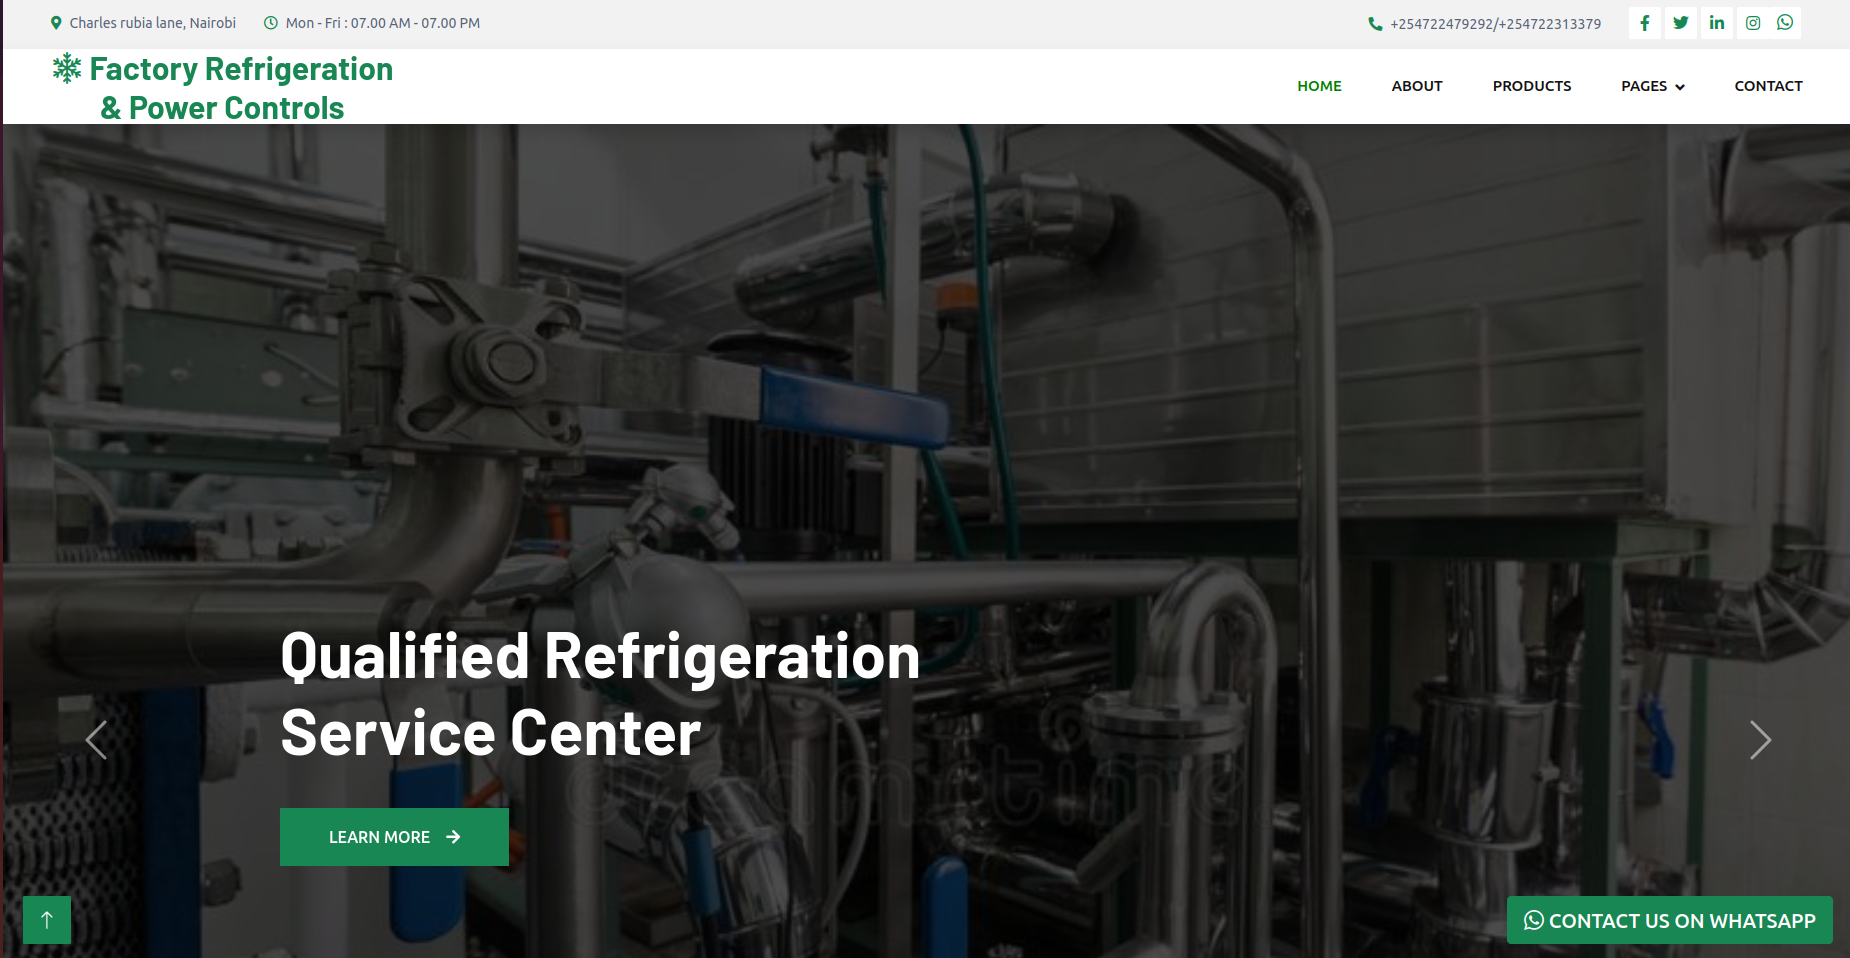 Charles rubia lane, Nairobi
Mon - Fri : 07.00 AM - 07.00 PM
+254722479292/+254722313379
Factory Refrigeration
& Power Controls
HOME
ABOUT
PRODUCTS
PAGES
CONTACT
Qualified Refrigeration
Service Center
dreamstime
LEARN MORE
CONTACT US ON WHATSAPP